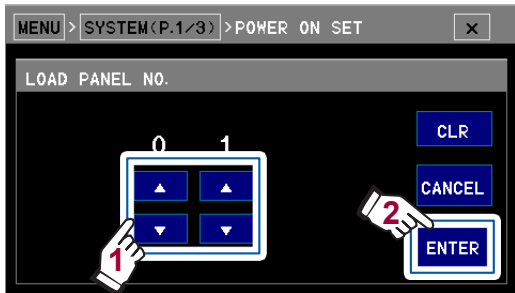 MENU > SYSTEM(P.1/3) >POWER ON SET x
LOAD PANEL NO.
0 1
CLR
CANCEL
ENTER
1
2